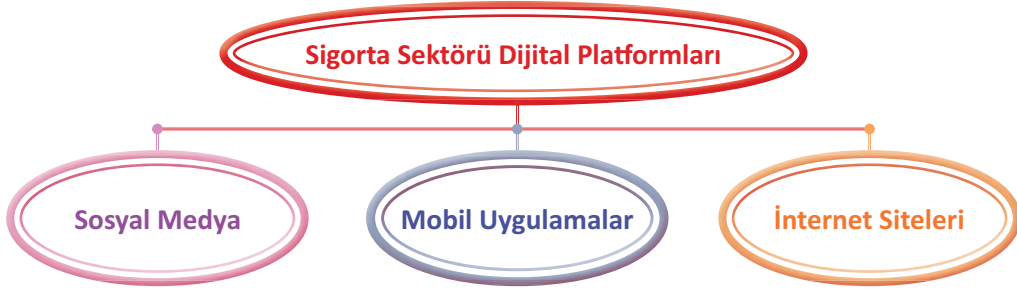 Sigorta Sektörü Dijital Platformları
Sosyal Medya
Mobil Uygulamalar
İnternet Siteleri